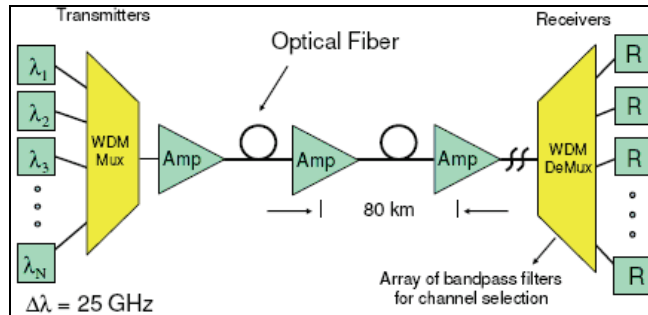 Transmitters
Receivers
Optical Fiber
λ1
λ2
λ3
λN
WDM
Mux
Amp
Amp
Amp
80 km
WDM
DeMux
R
R
R
R
Array of bandpass filters
for channel selection
Δλ = 25 GHz